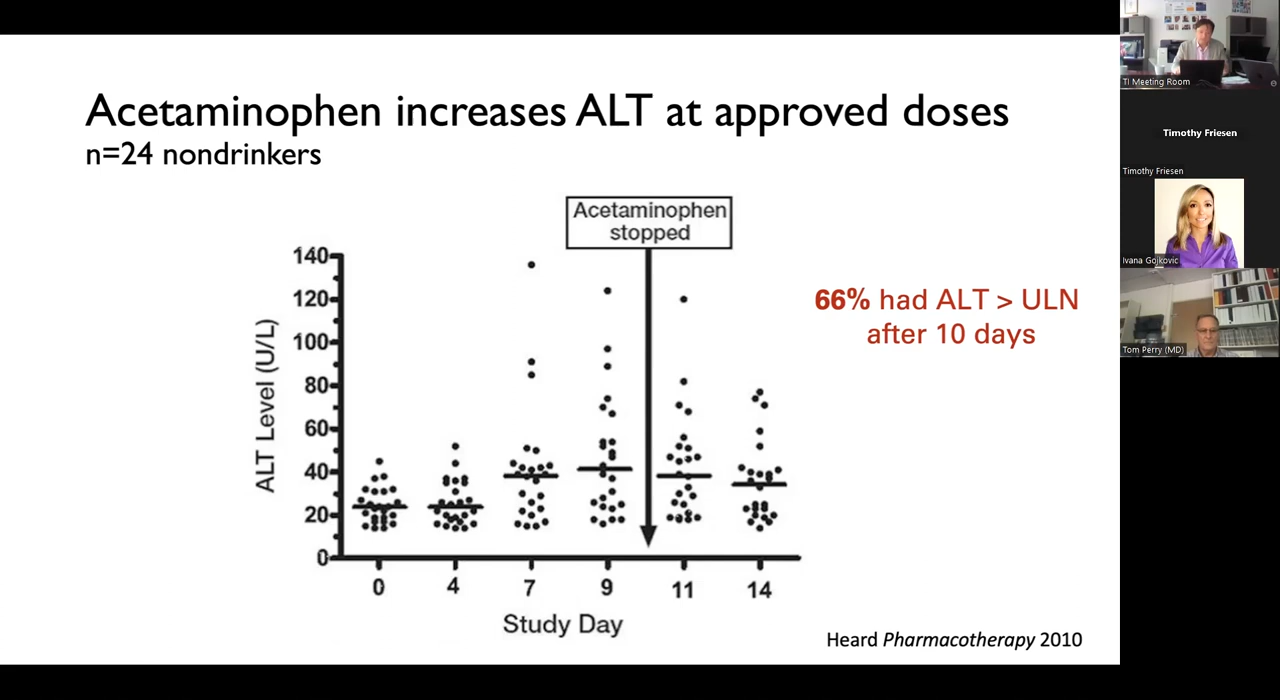 Acetaminophen increases ALT at approved doses
n=24 nondrinkers
Acetaminophen
stopped
140
120
100
80
60
40
20
0
ALT Level (U/L)
0 4 7 9 11 14
Study Day
66% had ALT > ULN
after 10 days
Heard Pharmacotherapy 2010
TI Meeting Room
Timothy Friesen
Timothy Friesen
Ivana Gojkovic
Tom Perry (MD)